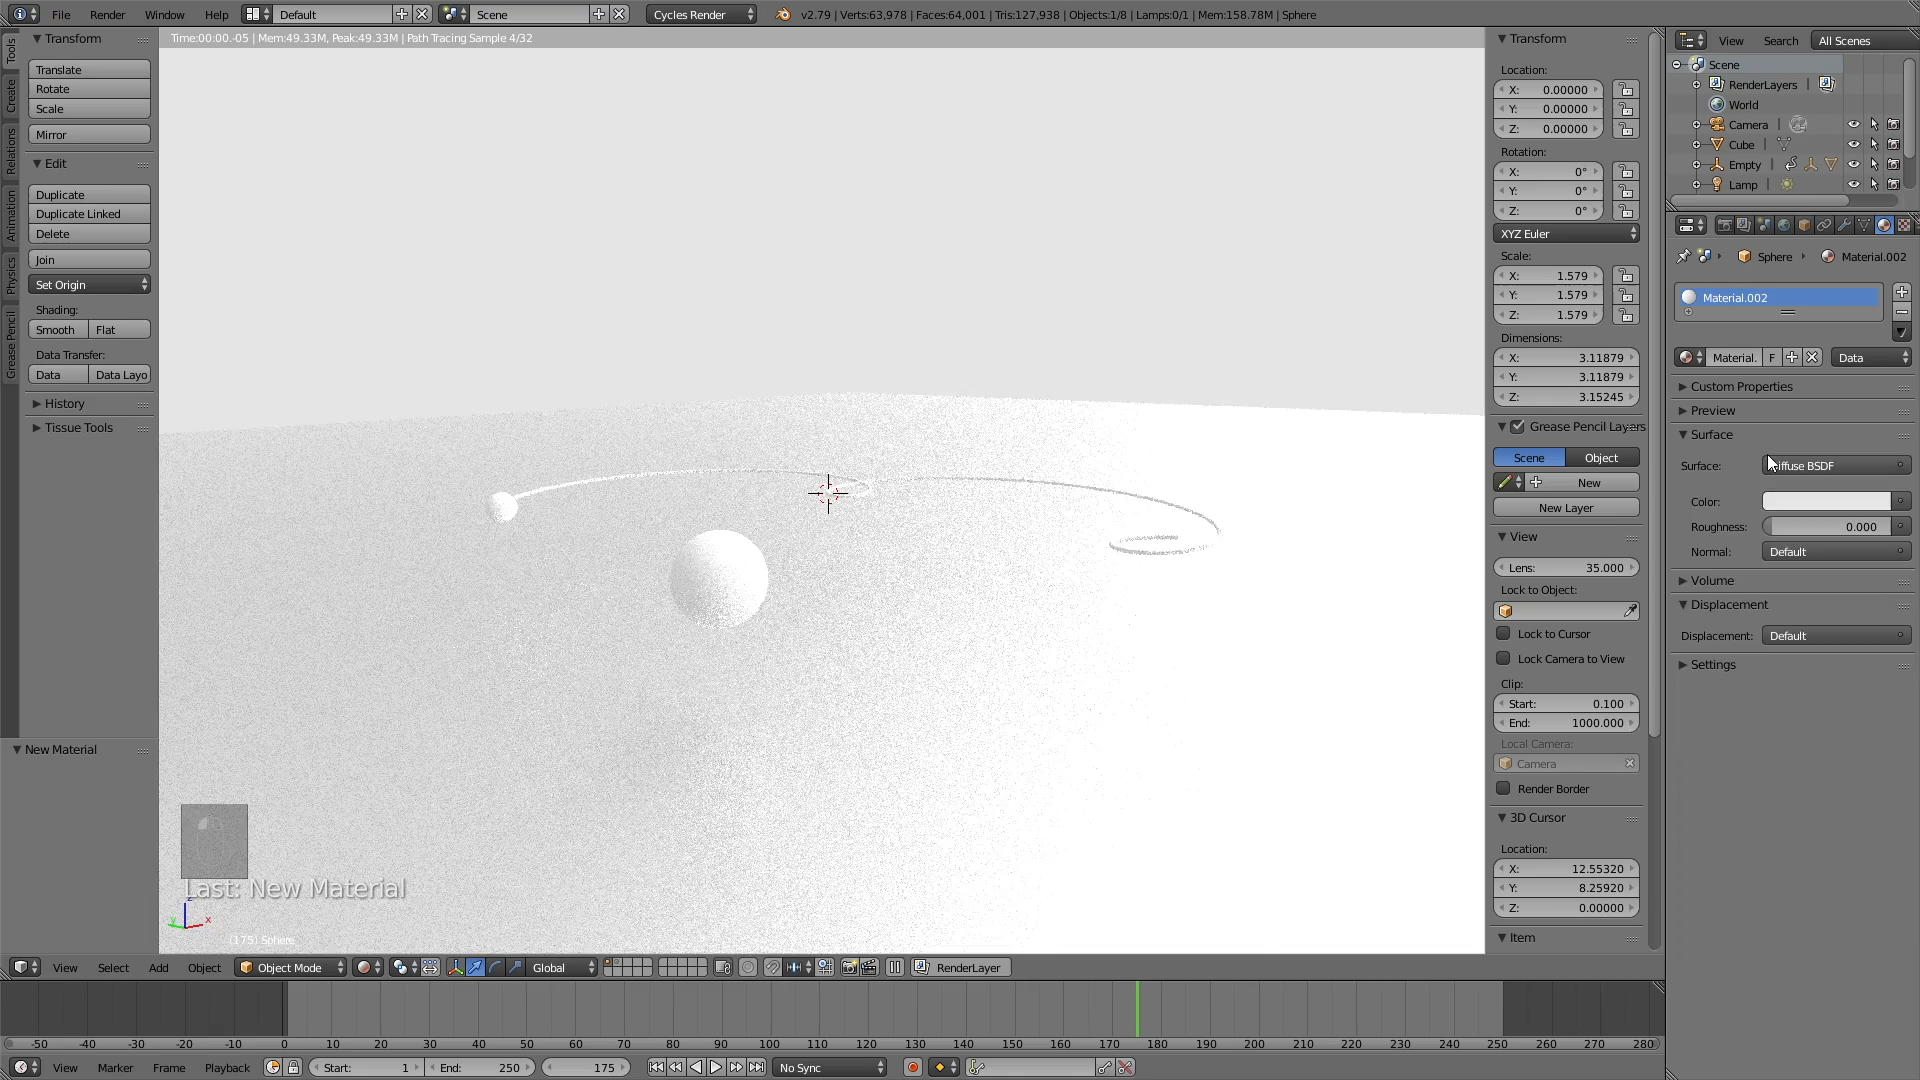 File Render Window Help Default Scene Cycles Render v2.79 | Verts:63,978 | Faces:64,001 | Tris:127,938 | Objects:1/8 | Lamps:0/1 | Mem:158.78M | Sphere
Time:00:00.-05 | Mem:49.33M, Peak:49.33M | Path Tracing Sample 4/32
Tools
Create
Relations
Animation
Physics
Grease Pencil
Transform
Translate
Rotate
Scale
Mirror
Edit
Duplicate
Duplicate Linked
Delete
Join
Set Origin
Shading:
Smooth Flat
Data Transfer:
Data Data Layo
History
Tissue Tools
New Material
Last: New Material
z
y x
(175) Sphere
Transform
Location:
X: 0.00000
Y: 0.00000
Z: 0.00000
Rotation:
X: 0°
Y: 0°
Z: 0°
XYZ Euler
Scale:
X: 1.579
Y: 1.579
Z: 1.579
Dimensions:
X: 3.11879
Y: 3.11879
Z: 3.15245
Grease Pencil Layers
Scene Object
New
New Layer
View
Lens: 35.000
Lock to Object:
Lock to Cursor
Lock Camera to View
Clip:
Start: 0.100
End: 1000.000
Local Camera:
Camera
Render Border
3D Cursor
Location:
X: 12.55320
Y: 8.25920
Z: 0.00000
Item
View Search All Scenes
Scene
RenderLayers |
World
Camera |
Cube |
Empty |
Lamp |
Sphere Material.002
Material.002
Material. F Data
Custom Properties
Preview
Surface
Surface: iffuse BSDF
Color:
Roughness: 0.000
Normal: Default
Volume
Displacement
Displacement: Default
Settings
View Select Add Object Object Mode Global RenderLayer
-50 -40 -30 -20 -10 0 10 20 30 40 50 60 70 80 90 100 110 120 130 140 150 160 170 180 190 200 210 220 230 240 250 260 270 280
View Marker Frame Playback Start: 1 End: 250 175 No Sync